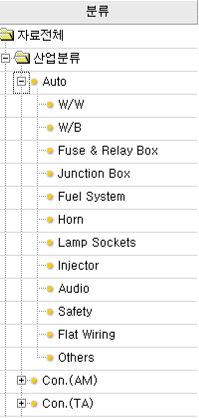 분류
자료전체
산업분류
Auto
W/W
W/B
Fuse & Relay Box
Junction Box
Fuel System
Horn
Lamp Sockets
Injector
Audio
Safety
Flat Wiring
Others
Con.(AM)
Con.(TA)